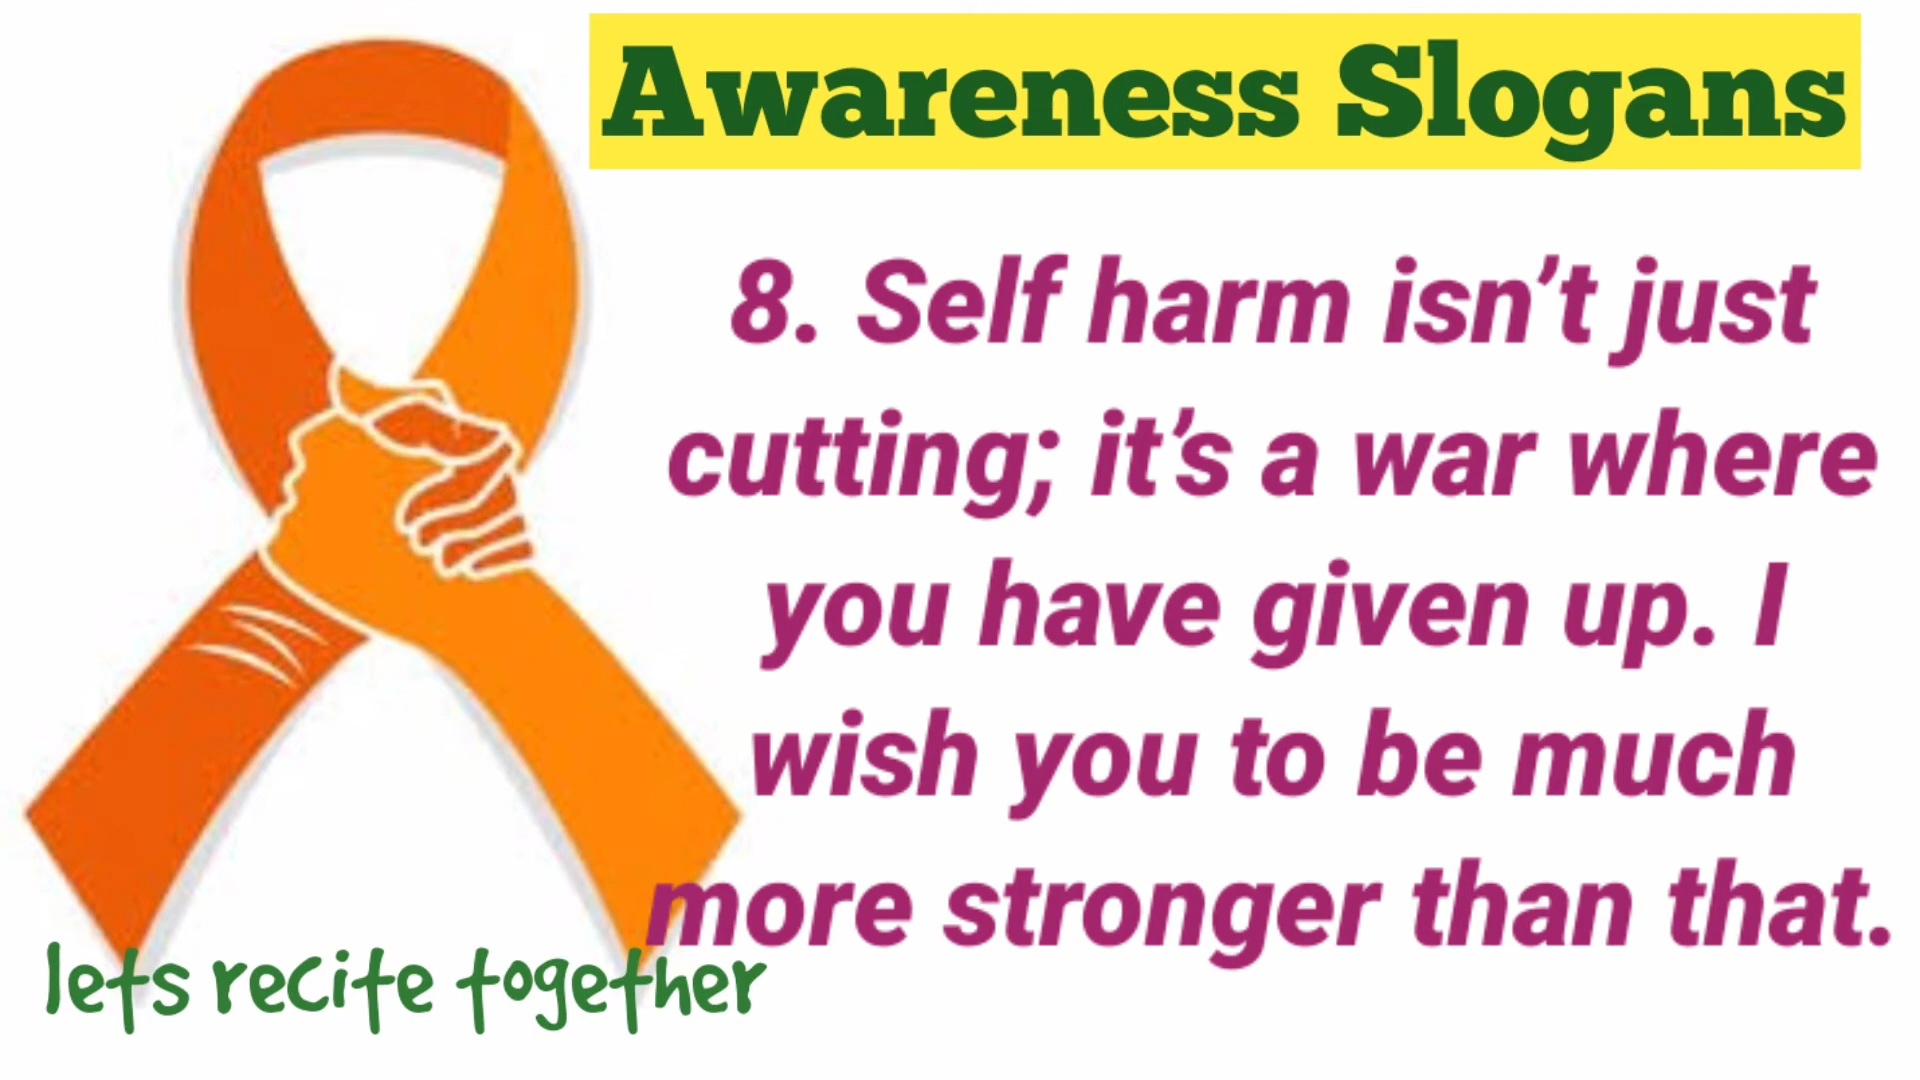 Awareness Slogans
8. Self harm isn’t just
cutting; it’s a war where
you have given up. I
wish you to be much
more stronger than that.
lets recite together